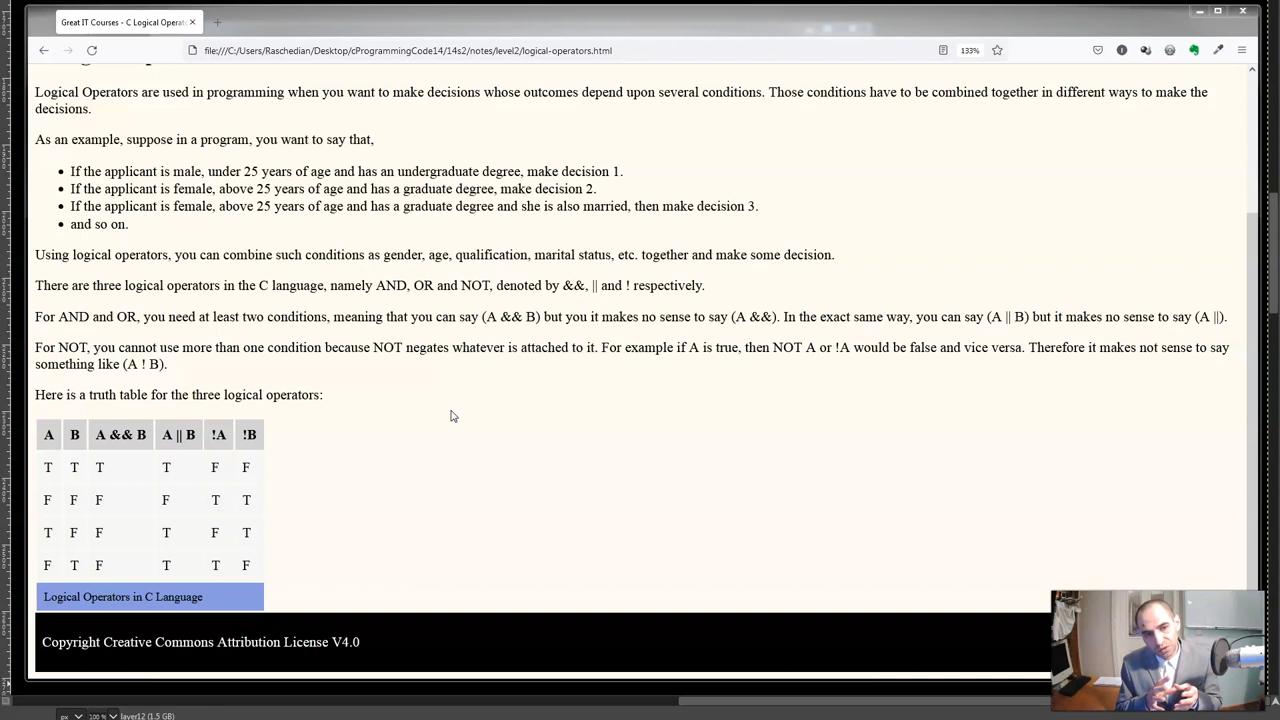 Great IT Courses - C Logical Operato
file:///C:/Users/Raschedian/Desktop/cProgrammingCode14/14s2/notes/level2/logical-operators.html
133%
Logical Operators are used in programming when you want to make decisions whose outcomes depend upon several conditions. Those conditions have to be combined together in different ways to make the
decisions.
As an example, suppose in a program, you want to say that,
• If the applicant is male, under 25 years of age and has an undergraduate degree, make decision 1.
• If the applicant is female, above 25 years of age and has a graduate degree, make decision 2.
• If the applicant is female, above 25 years of age and has a graduate degree and she is also married, then make decision 3.
• and so on.
Using logical operators, you can combine such conditions as gender, age, qualification, marital status, etc. together and make some decision.
There are three logical operators in the C language, namely AND, OR and NOT, denoted by &&, || and ! respectively.
For AND and OR, you need at least two conditions, meaning that you can say (A && B) but you it makes no sense to say (A &&). In the exact same way, you can say (A || B) but it makes no sense to say (A ||).
For NOT, you cannot use more than one condition because NOT negates whatever is attached to it. For example if A is true, then NOT A or !A would be false and vice versa. Therefore it makes not sense to say
something like (A ! B).
Here is a truth table for the three logical operators:
A B A && B A || B !A !B
T T T T F F
F F F F T T
T F F T F T
F T F T T F
Logical Operators in C Language
Copyright Creative Commons Attribution License V4.0
px 100 % layer12 (1.5 GB)